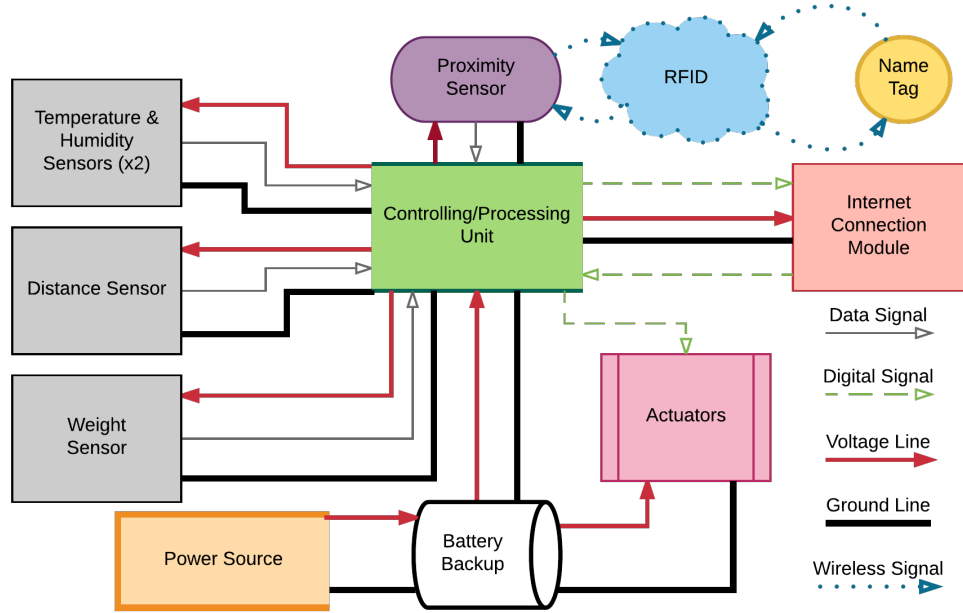 Proximity
Sensor
RFID
Name
Tag
Temperature &
Humidity
Sensors (x2)
Controlling/Processing
Unit
Internet
Connection
Module
Distance Sensor
Data Signal
Digital Signal
Weight
Sensor
Actuators
Voltage Line
Ground Line
Power Source
Battery
Backup
Wireless Signal